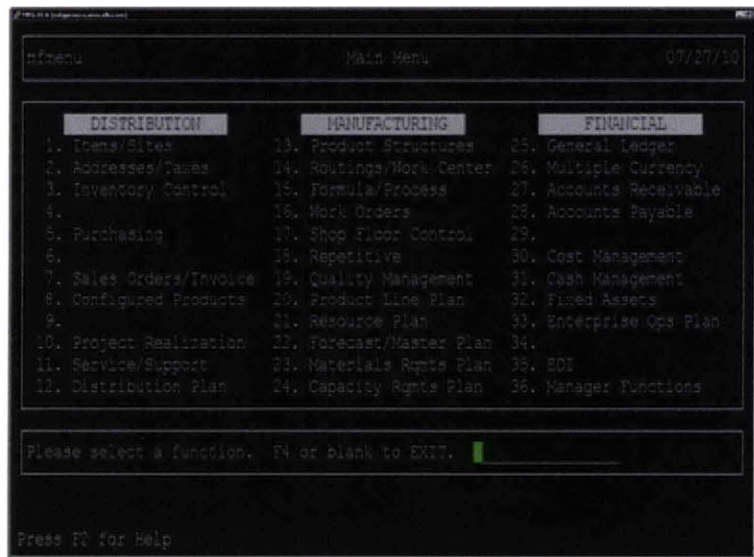 mfmenu Main Menu 07/27/10
DISTRIBUTION MANUFACTURING FINANCIAL
1. Items/Sites 13. Product Structures 25. General Ledger
2. Addresses/Taxes 14. Routings/Work Center 26. Multiple Currency
3. Inventory Control 15. Formula/Process 27. Accounts Receivable
4. 16. Work Orders 28. Accounts Payable
5. Purchasing 17. Shop Floor Control 29.
6. 18. Repetitive 30. Cost Management
7. Sales Orders/Invoice 19. Quality Management 31. Cash Management
8. Configured Products 20. Product Line Plan 32. Fixed Assets
9. 21. Resource Plan 33. Enterprise Ops Plan
10. Project Realization 22. Forecast/Master Plan 34.
11. Service/Support 23. Materials Rqmts Plan 35. EDI
12. Distribution Plan 24. Capacity Rqmts Plan 36. Manager Functions
Please select a function. F4 or blank to EXIT.
Press F2 for Help